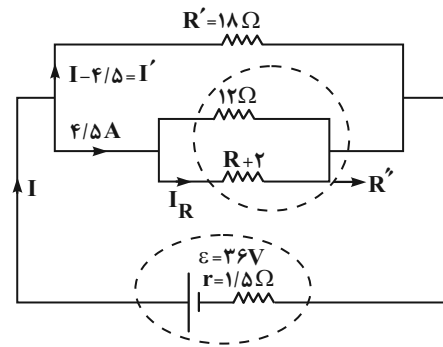 R′=۱۸Ω
I−۴/۵=I′
۱۲Ω
۴/۵A
R+۲
I
I_R
R″
ε=۳۶V
r=۱/۵Ω